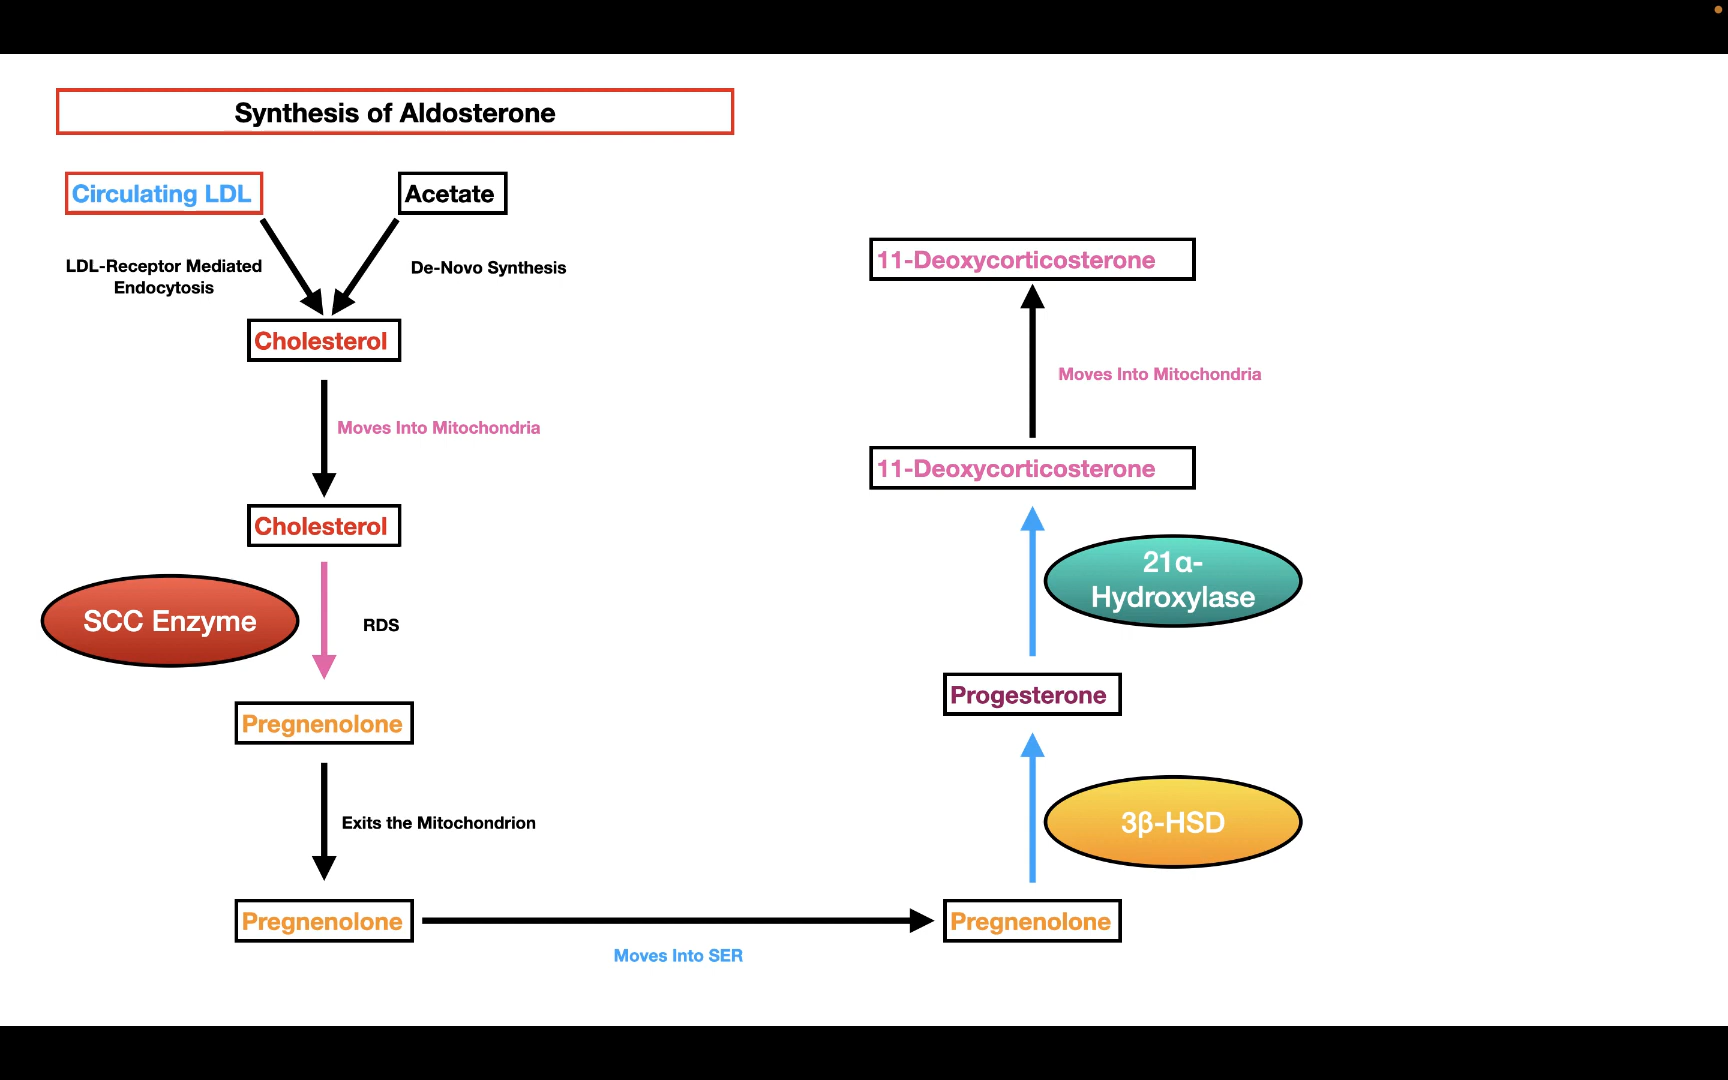 Synthesis of Aldosterone
Circulating LDL
Acetate
LDL-Receptor Mediated
Endocytosis
De-Novo Synthesis
Cholesterol
Moves Into Mitochondria
Cholesterol
SCC Enzyme
RDS
Pregnenolone
Exits the Mitochondrion
Pregnenolone
Moves Into SER
Pregnenolone
3β-HSD
Progesterone
21α-
Hydroxylase
11-Deoxycorticosterone
Moves Into Mitochondria
11-Deoxycorticosterone